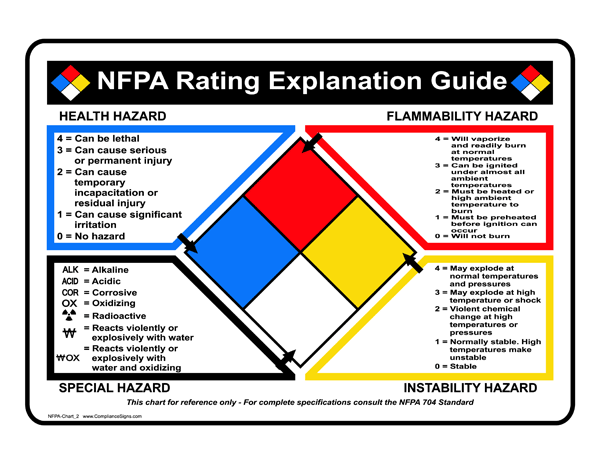 NFPA Rating Explanation Guide
HEALTH HAZARD
4 = Can be lethal
3 = Can cause serious
or permanent injury
2 = Can cause
temporary
incapacitation or
residual injury
1 = Can cause significant
irritation
0 = No hazard
FLAMMABILITY HAZARD
4 = Will vaporize
and readily burn
at normal
temperatures
3 = Can be ignited
under almost all
ambient
temperatures
2 = Must be heated or
high ambient
temperature to
burn
1 = Must be preheated
before ignition can
occur
0 = Will not burn
ALK = Alkaline
ACID = Acidic
COR = Corrosive
OX = Oxidizing
= Radioactive
W = Reacts violently or
explosively with water
= Reacts violently or
WOX explosively with
water and oxidizing
SPECIAL HAZARD
4 = May explode at
normal temperatures
and pressures
3 = May explode at high
temperature or shock
2 = Violent chemical
change at high
temperatures or
pressures
1 = Normally stable. High
temperatures make
unstable
0 = Stable
INSTABILITY HAZARD
This chart for reference only - For complete specifications consult the NFPA 704 Standard
NFPA-Chart_2 www.ComplianceSigns.com